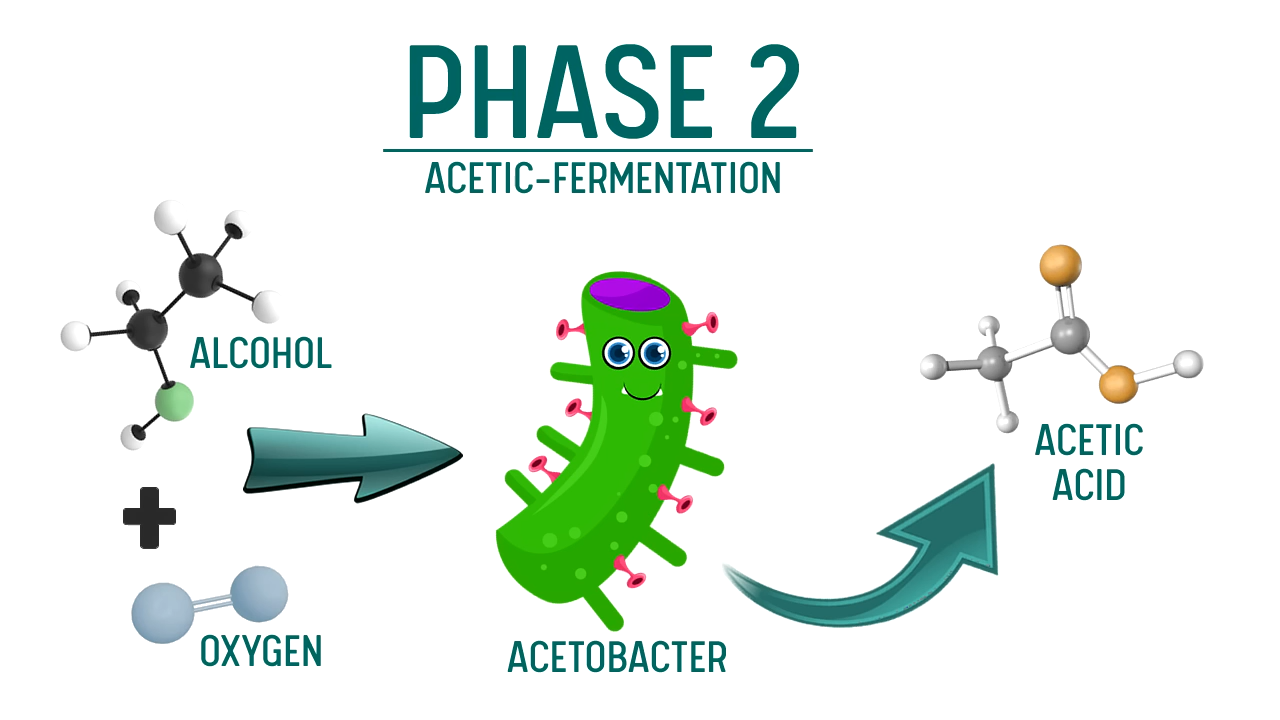 PHASE 2
ACETIC-FERMENTATION
ALCOHOL
OXYGEN
ACETOBACTER
ACETIC
ACID